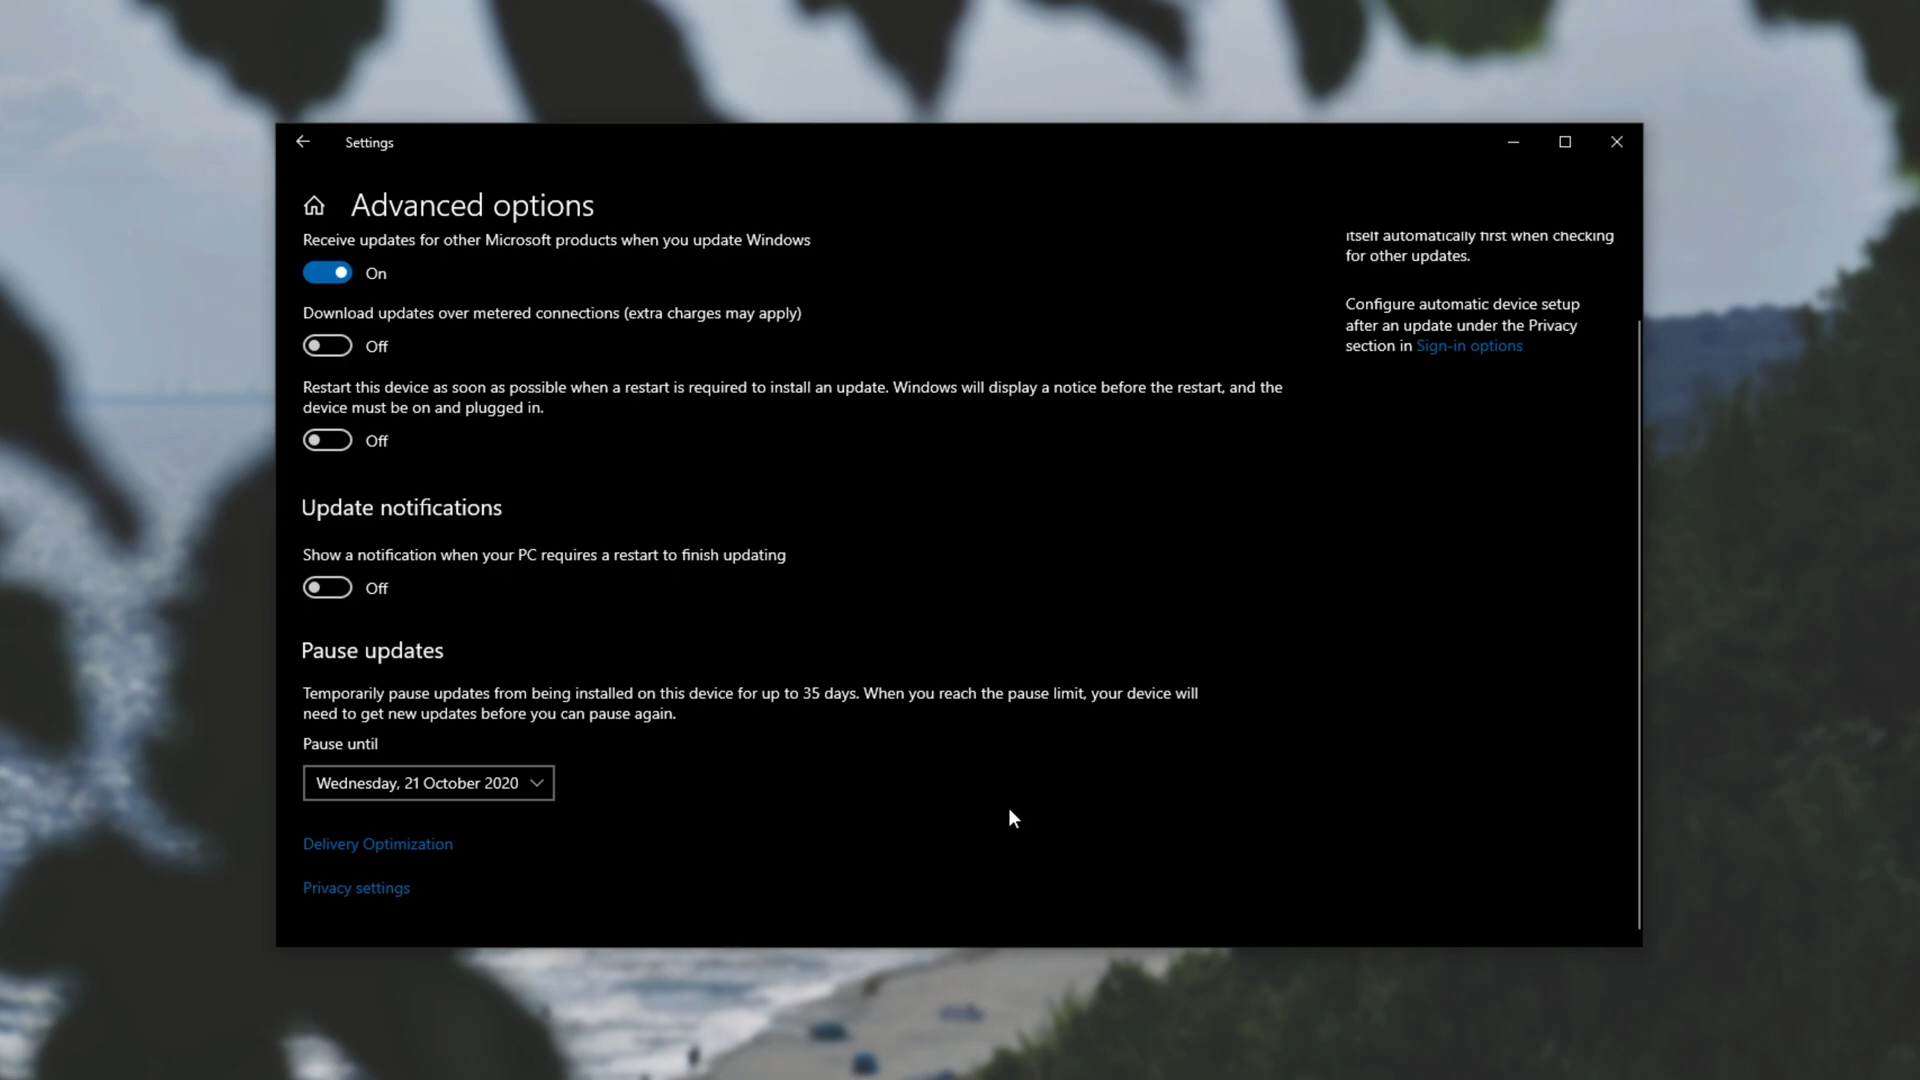 Settings
Advanced options
Receive updates for other Microsoft products when you update Windows
On
Download updates over metered connections (extra charges may apply)
Off
Restart this device as soon as possible when a restart is required to install an update. Windows will display a notice before the restart, and the
device must be on and plugged in.
Off
Update notifications
Show a notification when your PC requires a restart to finish updating
Off
Pause updates
Temporarily pause updates from being installed on this device for up to 35 days. When you reach the pause limit, your device will
need to get new updates before you can pause again.
Pause until
Wednesday, 21 October 2020
Delivery Optimization
Privacy settings
itself automatically first when checking
for other updates.
Configure automatic device setup
after an update under the Privacy
section in Sign-in options